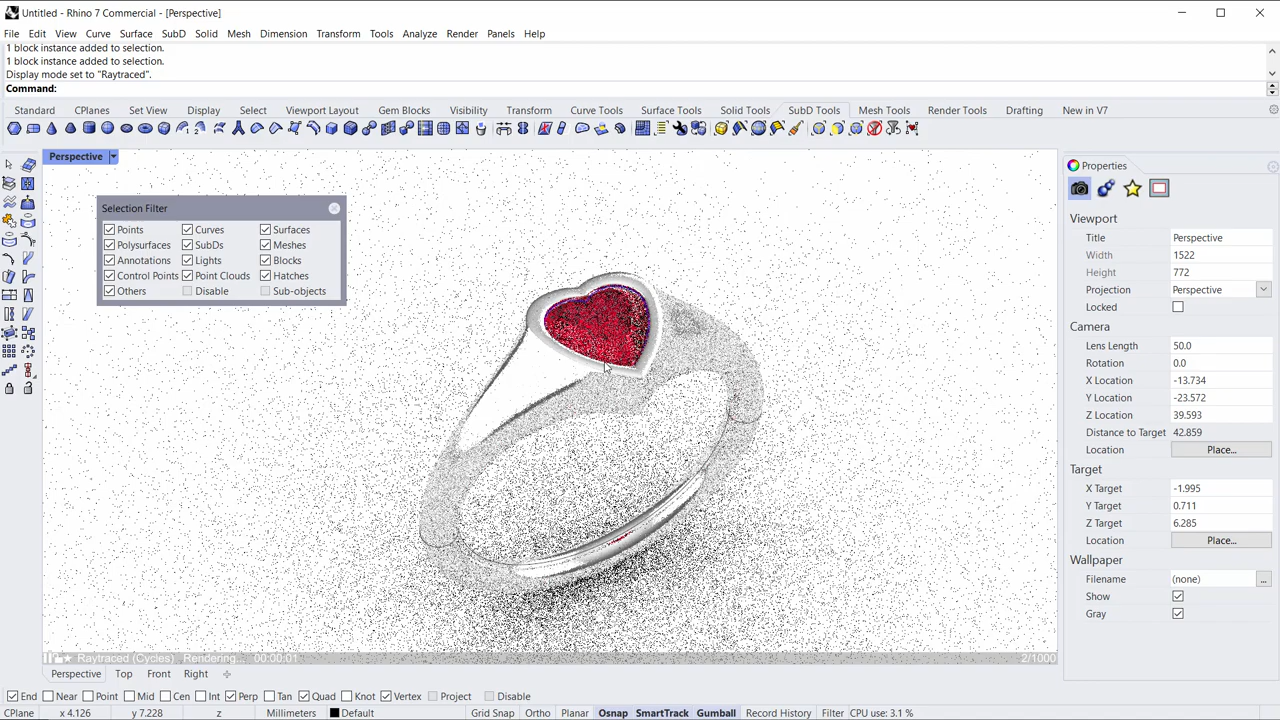 Untitled - Rhino 7 Commercial - [Perspective]
File Edit View Curve Surface SubD Solid Mesh Dimension Transform Tools Analyze Render Panels Help
1 block instance added to selection.
1 block instance added to selection.
Display mode set to "Raytraced".
Command:
Standard CPlanes Set View Display Select Viewport Layout Gem Blocks Visibility Transform Curve Tools Surface Tools Solid Tools SubD Tools Mesh Tools Render Tools Drafting New in V7
Perspective
Selection Filter
Points Curves Surfaces
Polysurfaces SubDs Meshes
Annotations Lights Blocks
Control Points Point Clouds Hatches
Others Disable Sub-objects
Properties
Viewport
Title Perspective
Width 1522
Height 772
Projection Perspective
Locked
Camera
Lens Length 50.0
Rotation 0.0
X Location -13.734
Y Location -23.572
Z Location 39.593
Distance to Target 42.859
Location Place...
Target
X Target -1.995
Y Target 0.711
Z Target 6.285
Location Place...
Wallpaper
Filename (none) ...
Show
Gray
Raytraced (Cycles) Rendering... 00:00:01 2/1000
Perspective Top Front Right
End Near Point Mid Cen Int Perp Tan Quad Knot Vertex Project Disable
CPlane x 4.126 y 7.228 z Millimeters Default Grid Snap Ortho Planar Osnap SmartTrack Gumball Record History Filter CPU use: 3.1 %